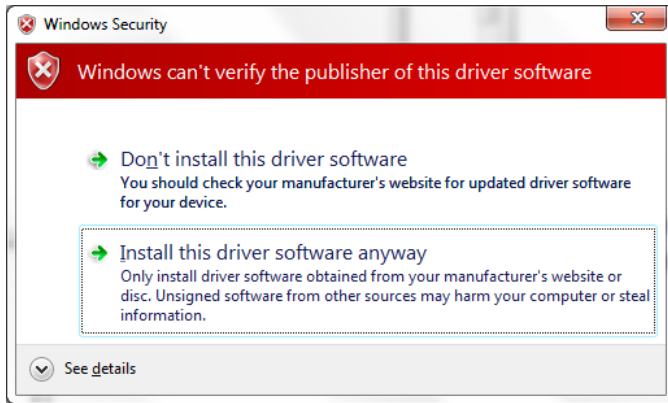 Windows Security
Windows can't verify the publisher of this driver software
Don't install this driver software
You should check your manufacturer's website for updated driver software
for your device.
Install this driver software anyway
Only install driver software obtained from your manufacturer's website or
disc. Unsigned software from other sources may harm your computer or steal
information.
See details